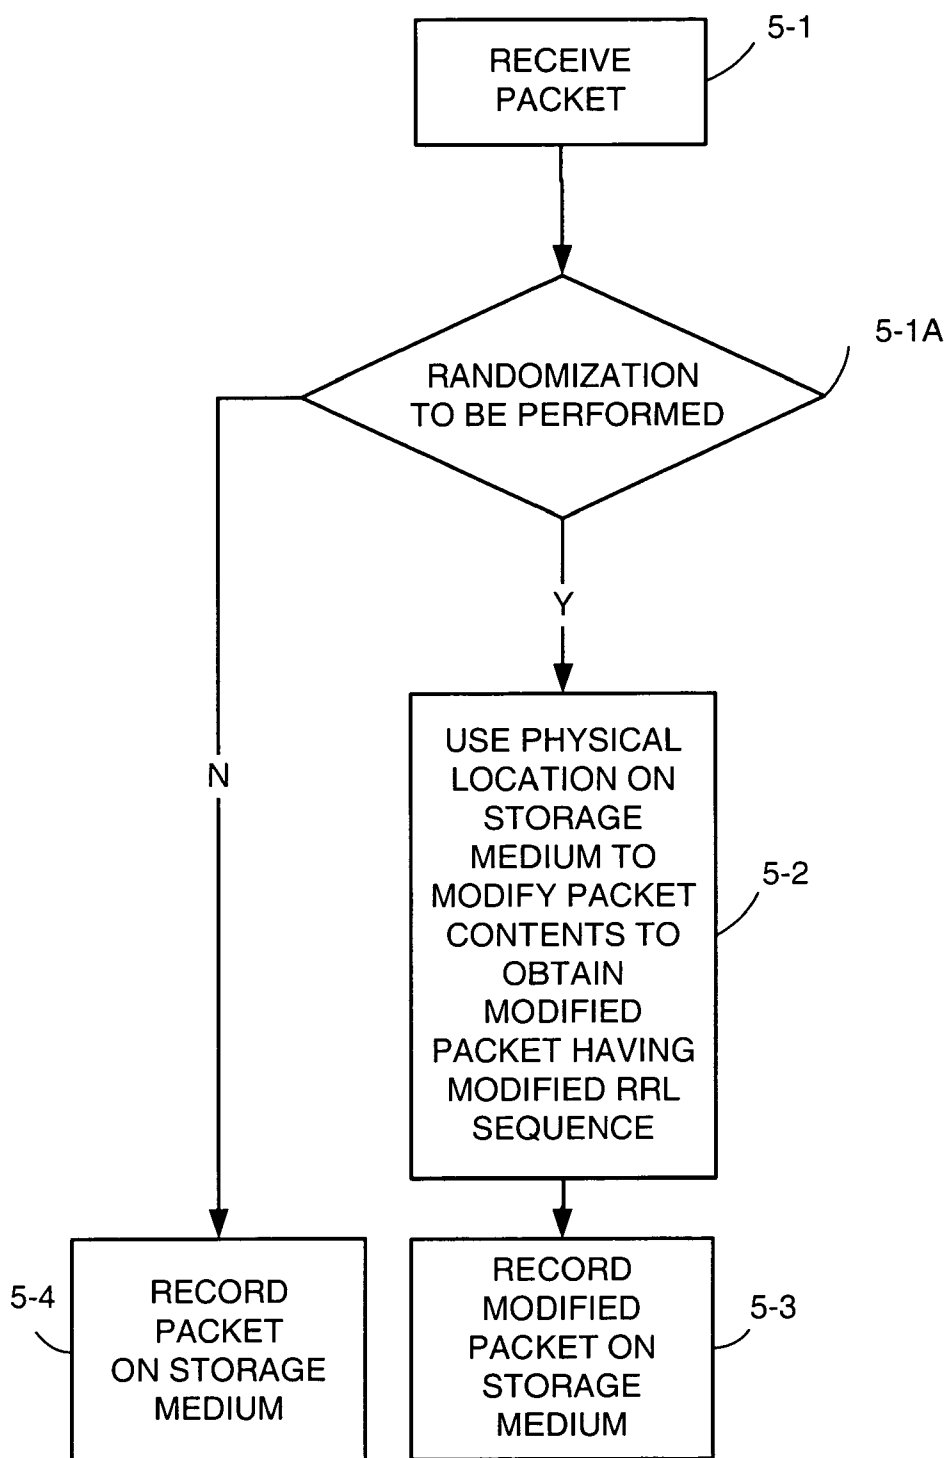 5-1
RECEIVE
PACKET
5-1A
RANDOMIZATION
TO BE PERFORMED
Y
N
USE PHYSICAL
LOCATION ON
STORAGE
MEDIUM TO
MODIFY PACKET
CONTENTS TO
OBTAIN
MODIFIED
PACKET HAVING
MODIFIED RRL
SEQUENCE
5-2
5-4
RECORD
PACKET
ON STORAGE
MEDIUM
RECORD
MODIFIED
PACKET ON
STORAGE
MEDIUM
5-3